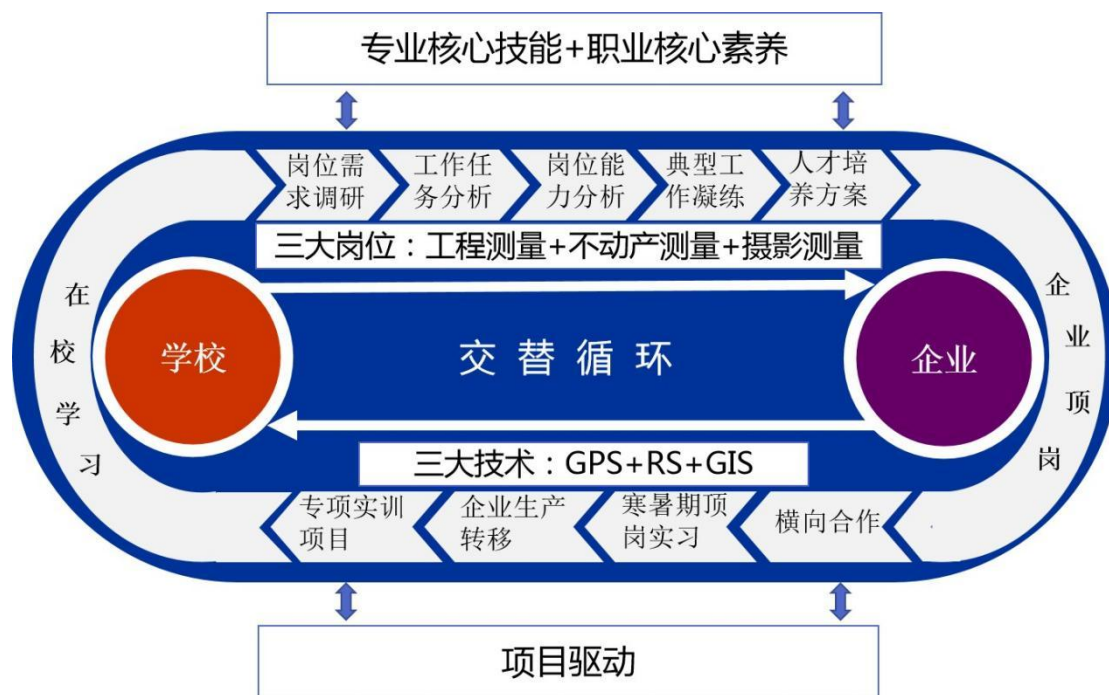 专业核心技能+职业核心素养
岗位需
求调研
工作任
务分析
岗位能
力分析
典型工
作凝练
人才培
养方案
三大岗位：工程测量+不动产测量+摄影测量
在校学习
学校
交替循环
企业
企业顶岗
三大技术：GPS+RS+GIS
专项实训
项目
企业生产
转移
寒暑期顶
岗实习
横向合作
项目驱动